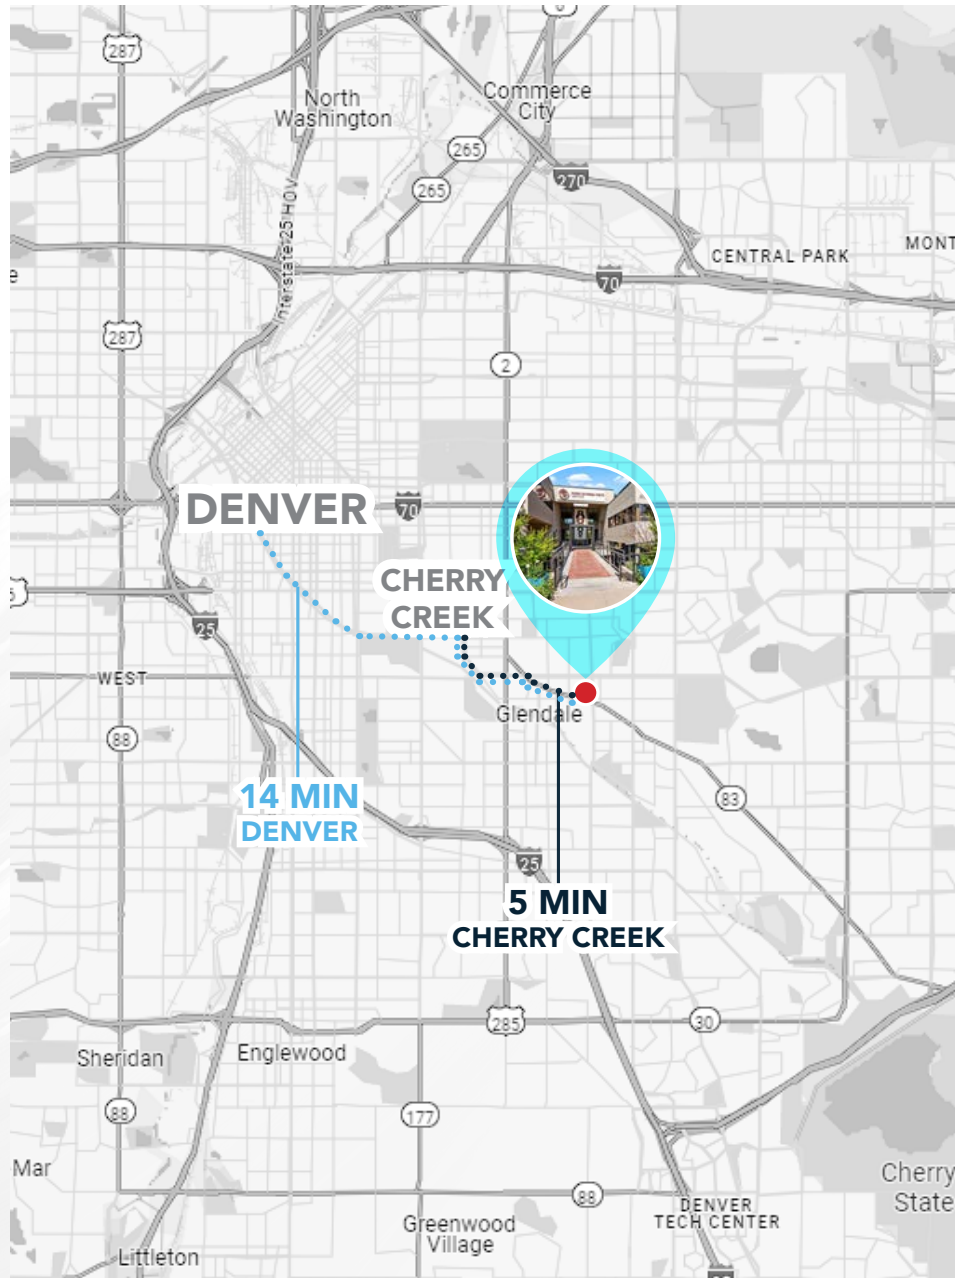 287
North
Washington
Commerce
City
265
265
270
Interstate 25 HOV
CENTRAL PARK
MONT
e
70
287
2
DENVER
70
CHERRY
CREEK
25
WEST
Glendale
88
14 MIN
DENVER
83
25
5 MIN
CHERRY CREEK
285
30
Sheridan
Englewood
88
177
Mar
88
Cherry
State
DENVER
TECH CENTER
Greenwood
Village
Littleton